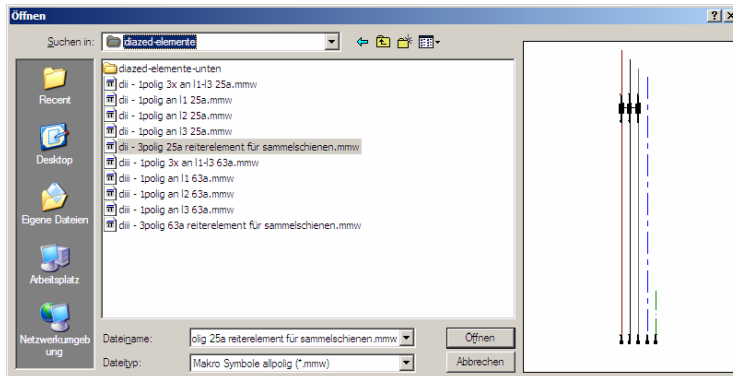 Öffnen
Suchen in: diazed-elemente
Recent
Desktop
Eigene Dateien
Arbeitsplatz
Netzwerkumgeb
ung
diazed-elemente-unten
dii - 1polig 3x an l1-l3 25a.mmw
dii - 1polig an l1 25a.mmw
dii - 1polig an l2 25a.mmw
dii - 1polig an l3 25a.mmw
dii - 3polig 25a reiterelement für sammelschienen.mmw
diii - 1polig 3x an l1-l3 63a.mmw
diii - 1polig an l1 63a.mmw
diii - 1polig an l2 63a.mmw
diii - 1polig an l3 63a.mmw
diii - 3polig 63a reiterelement für sammelschienen.mmw
Dateiname: olig 25a reiterelement für sammelschienen.mmw Öffnen
Dateityp: Makro Symbole allpolig (*.mmw) Abbrechen